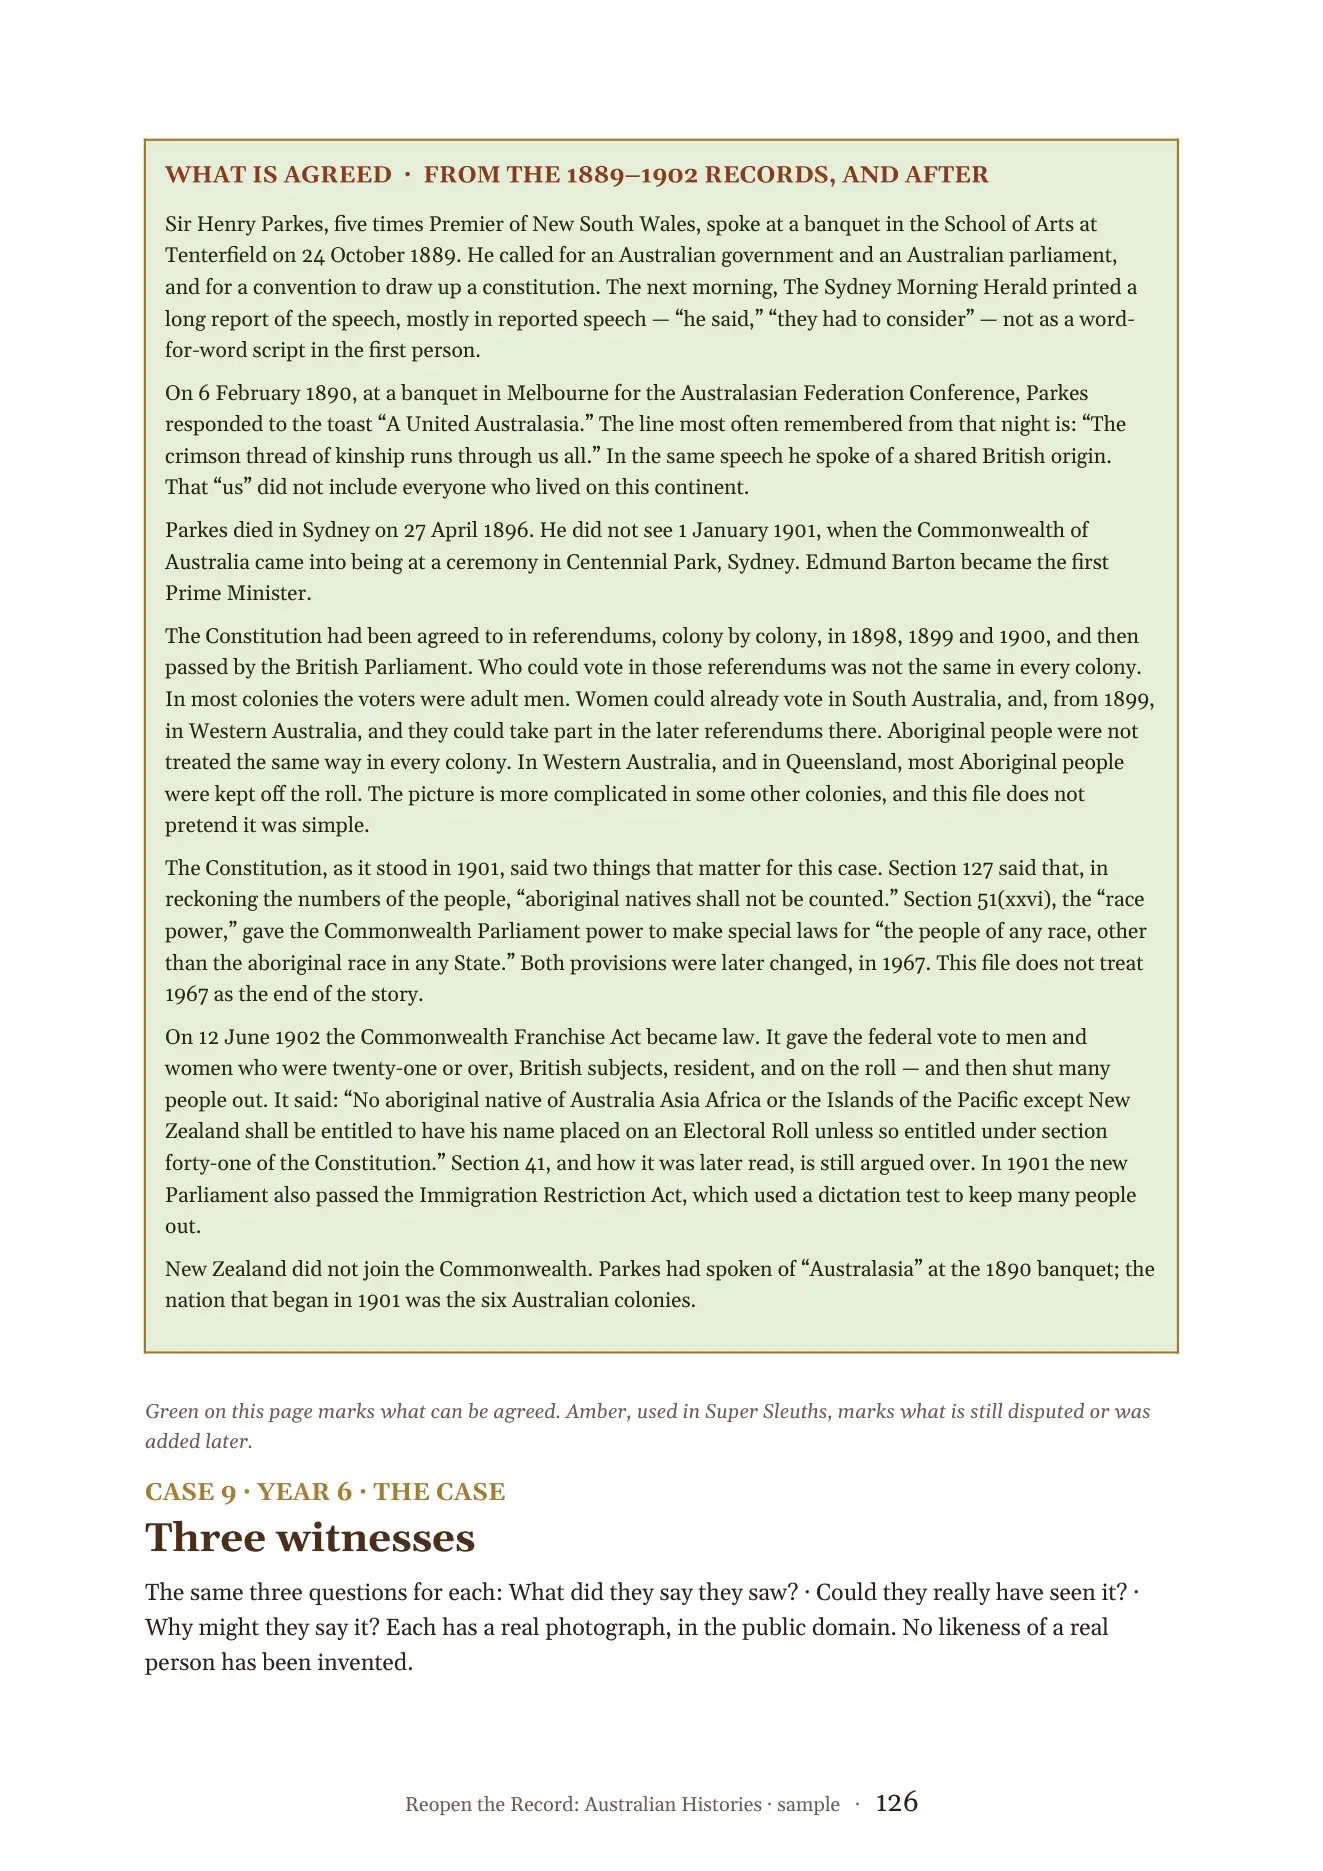 WHAT IS AGREED · FROM THE 1889–1902 RECORDS, AND AFTER
Sir Henry Parkes, five times Premier of New South Wales, spoke at a banquet in the School of Arts at
Tenterfield on 24 October 1889. He called for an Australian government and an Australian parliament,
and for a convention to draw up a constitution. The next morning, The Sydney Morning Herald printed a
long report of the speech, mostly in reported speech — “he said,” “they had to consider” — not as a word-
for-word script in the first person.
On 6 February 1890, at a banquet in Melbourne for the Australasian Federation Conference, Parkes
responded to the toast “A United Australasia.” The line most often remembered from that night is: “The
crimson thread of kinship runs through us all.” In the same speech he spoke of a shared British origin.
That “us” did not include everyone who lived on this continent.
Parkes died in Sydney on 27 April 1896. He did not see 1 January 1901, when the Commonwealth of
Australia came into being at a ceremony in Centennial Park, Sydney. Edmund Barton became the first
Prime Minister.
The Constitution had been agreed to in referendums, colony by colony, in 1898, 1899 and 1900, and then
passed by the British Parliament. Who could vote in those referendums was not the same in every colony.
In most colonies the voters were adult men. Women could already vote in South Australia, and, from 1899,
in Western Australia, and they could take part in the later referendums there. Aboriginal people were not
treated the same way in every colony. In Western Australia, and in Queensland, most Aboriginal people
were kept off the roll. The picture is more complicated in some other colonies, and this file does not
pretend it was simple.
The Constitution, as it stood in 1901, said two things that matter for this case. Section 127 said that, in
reckoning the numbers of the people, “aboriginal natives shall not be counted.” Section 51(xxvi), the “race
power,” gave the Commonwealth Parliament power to make special laws for “the people of any race, other
than the aboriginal race in any State.” Both provisions were later changed, in 1967. This file does not treat
1967 as the end of the story.
On 12 June 1902 the Commonwealth Franchise Act became law. It gave the federal vote to men and
women who were twenty-one or over, British subjects, resident, and on the roll — and then shut many
people out. It said: “No aboriginal native of Australia Asia Africa or the Islands of the Pacific except New
Zealand shall be entitled to have his name placed on an Electoral Roll unless so entitled under section
forty-one of the Constitution.” Section 41, and how it was later read, is still argued over. In 1901 the new
Parliament also passed the Immigration Restriction Act, which used a dictation test to keep many people
out.
New Zealand did not join the Commonwealth. Parkes had spoken of “Australasia” at the 1890 banquet; the
nation that began in 1901 was the six Australian colonies.
Green on this page marks what can be agreed. Amber, used in Super Sleuths, marks what is still disputed or was
added later.
CASE 9 · YEAR 6 · THE CASE
Three witnesses
The same three questions for each: What did they say they saw? · Could they really have seen it? ·
Why might they say it? Each has a real photograph, in the public domain. No likeness of a real
person has been invented.
Reopen the Record: Australian Histories · sample · 126